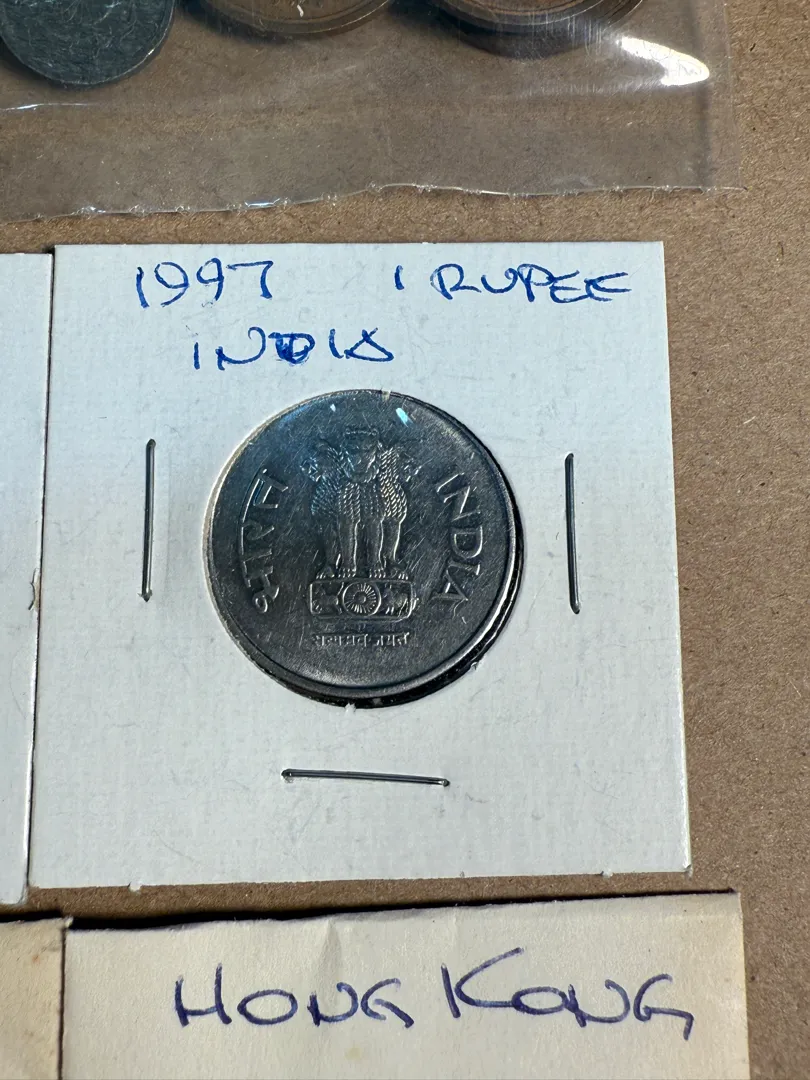 1997 1 RUPEE
INDIA
भारत
INDIA
सत्यमेव जयते
HONG KONG